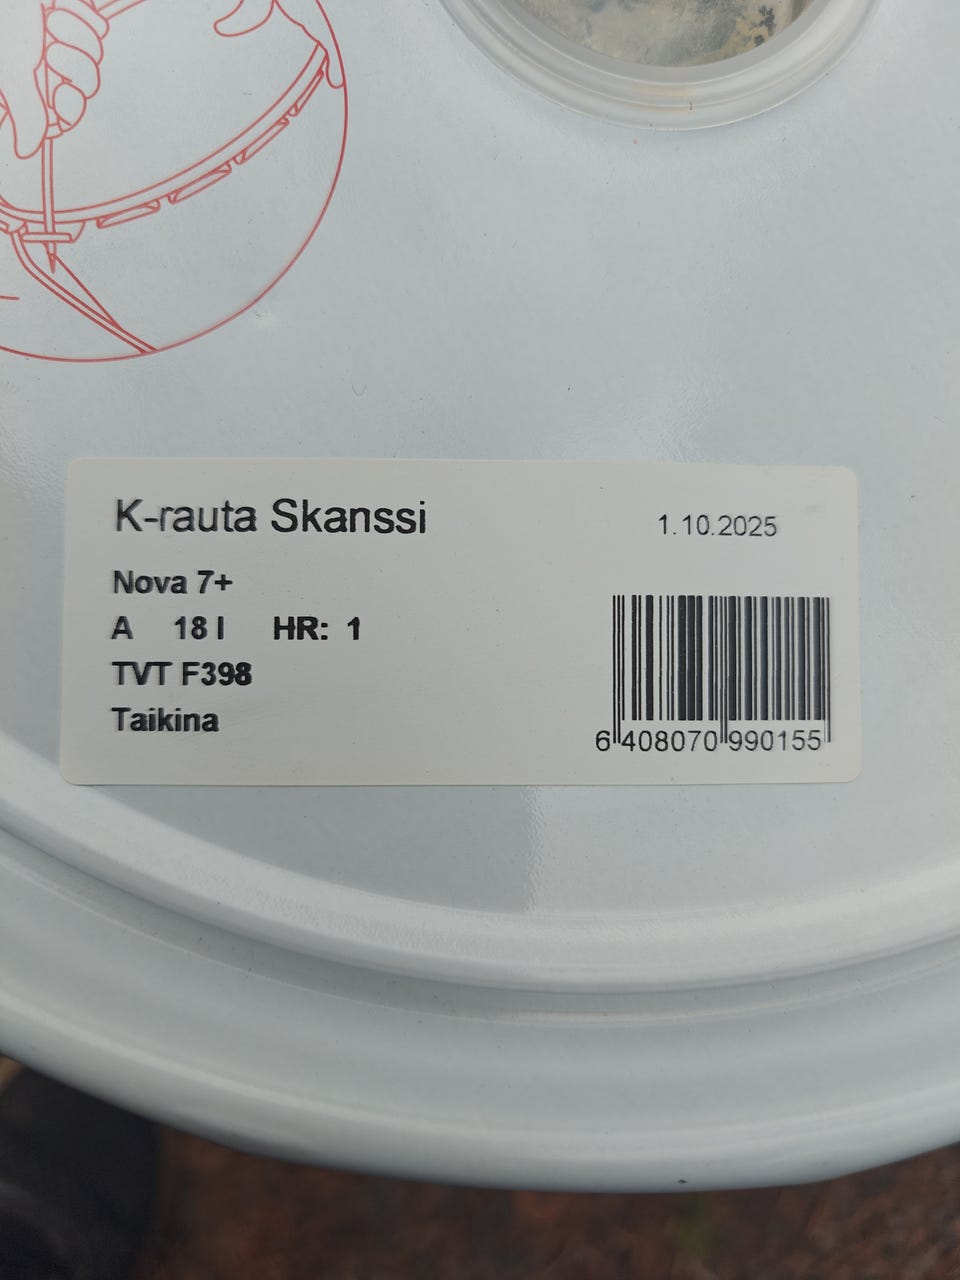 K-rauta Skanssi
1.10.2025
Nova 7+
A 18 l HR: 1
TVT F398
Taikina
6 408070 990155